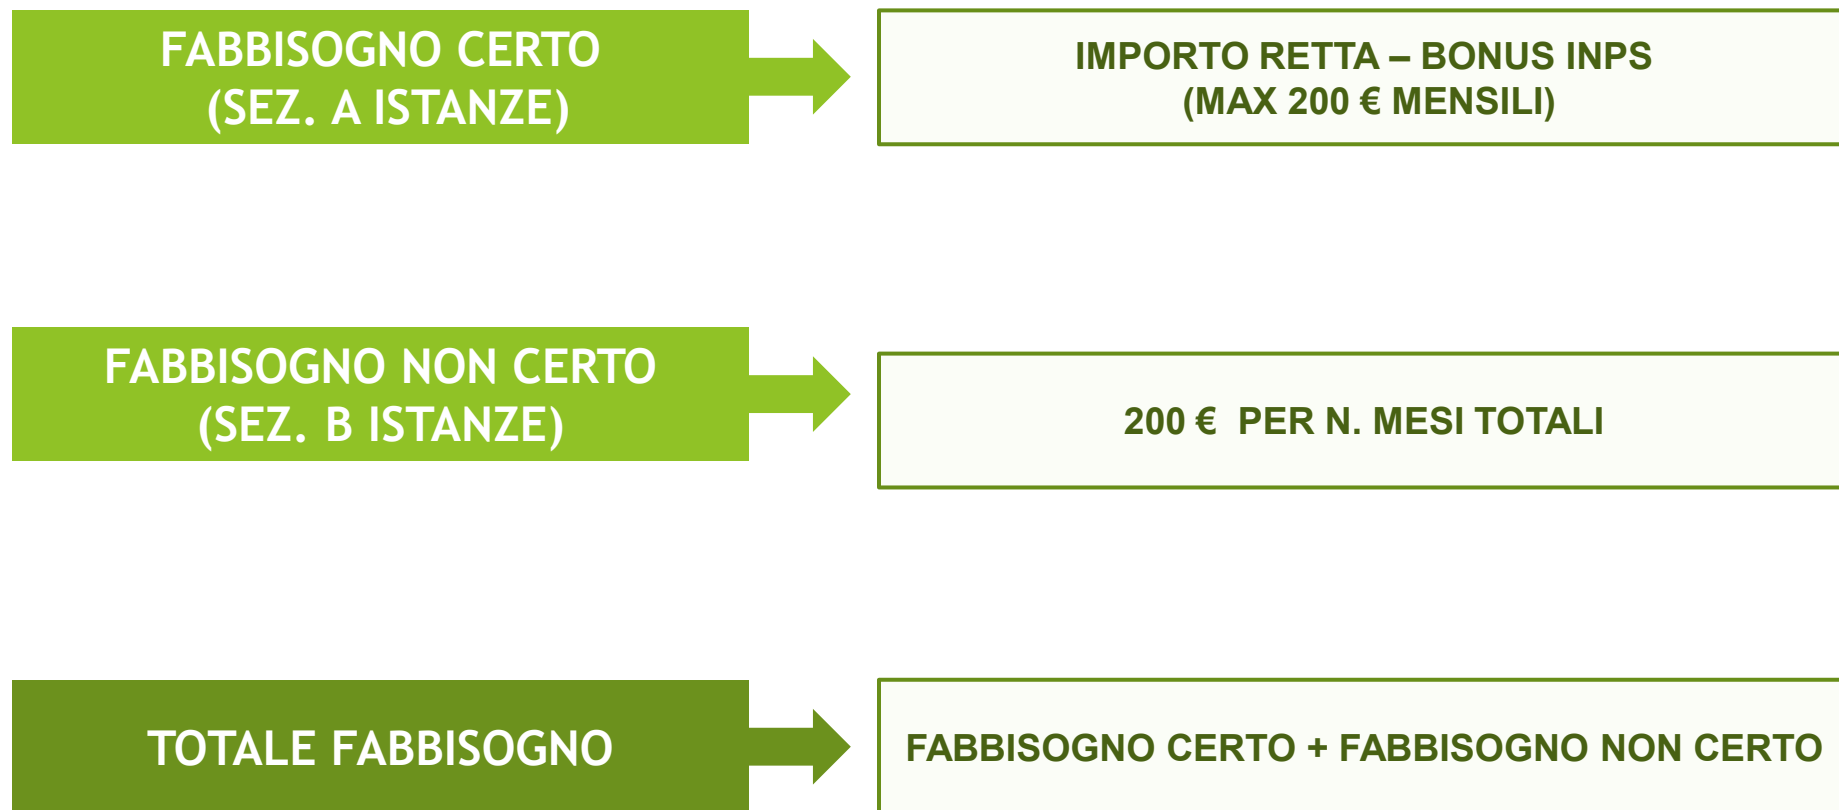 FABBISOGNO CERTO
(SEZ. A ISTANZE)
IMPORTO RETTA – BONUS INPS
(MAX 200 € MENSILI)
FABBISOGNO NON CERTO
(SEZ. B ISTANZE)
200 € PER N. MESI TOTALI
TOTALE FABBISOGNO
FABBISOGNO CERTO + FABBISOGNO NON CERTO